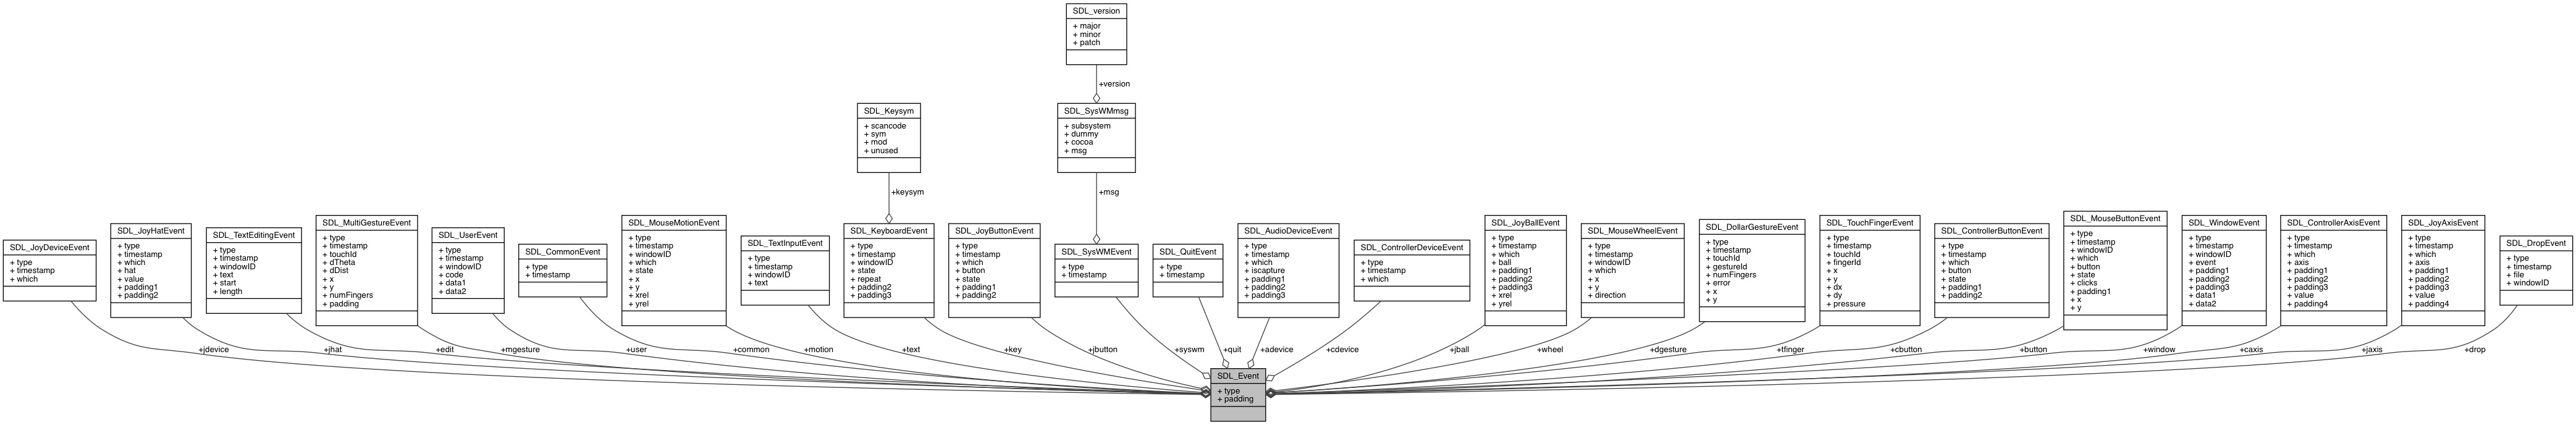 SDL_version
+ major
+ minor
+ patch
+version
SDL_Keysym
+ scancode
+ sym
+ mod
+ unused
SDL_SysWMmsg
+ subsystem
+ dummy
+ cocoa
+ msg
+keysym
+msg
SDL_JoyDeviceEvent
+ type
+ timestamp
+ which
SDL_JoyHatEvent
+ type
+ timestamp
+ which
+ hat
+ value
+ padding1
+ padding2
SDL_TextEditingEvent
+ type
+ timestamp
+ windowID
+ text
+ start
+ length
SDL_MultiGestureEvent
+ type
+ timestamp
+ touchId
+ dTheta
+ dDist
+ x
+ y
+ numFingers
+ padding
SDL_UserEvent
+ type
+ timestamp
+ windowID
+ code
+ data1
+ data2
SDL_CommonEvent
+ type
+ timestamp
SDL_MouseMotionEvent
+ type
+ timestamp
+ windowID
+ which
+ state
+ x
+ y
+ xrel
+ yrel
SDL_TextInputEvent
+ type
+ timestamp
+ windowID
+ text
SDL_KeyboardEvent
+ type
+ timestamp
+ windowID
+ state
+ repeat
+ padding2
+ padding3
SDL_JoyButtonEvent
+ type
+ timestamp
+ which
+ button
+ state
+ padding1
+ padding2
SDL_SysWMEvent
+ type
+ timestamp
SDL_QuitEvent
+ type
+ timestamp
SDL_AudioDeviceEvent
+ type
+ timestamp
+ which
+ iscapture
+ padding1
+ padding2
+ padding3
SDL_ControllerDeviceEvent
+ type
+ timestamp
+ which
SDL_JoyBallEvent
+ type
+ timestamp
+ which
+ ball
+ padding1
+ padding2
+ padding3
+ xrel
+ yrel
SDL_MouseWheelEvent
+ type
+ timestamp
+ windowID
+ which
+ x
+ y
+ direction
SDL_DollarGestureEvent
+ type
+ timestamp
+ touchId
+ gestureId
+ numFingers
+ error
+ x
+ y
SDL_TouchFingerEvent
+ type
+ timestamp
+ touchId
+ fingerId
+ x
+ y
+ dx
+ dy
+ pressure
SDL_ControllerButtonEvent
+ type
+ timestamp
+ which
+ button
+ state
+ padding1
+ padding2
SDL_MouseButtonEvent
+ type
+ timestamp
+ windowID
+ which
+ button
+ state
+ clicks
+ padding1
+ x
+ y
SDL_WindowEvent
+ type
+ timestamp
+ windowID
+ event
+ padding1
+ padding2
+ padding3
+ data1
+ data2
SDL_ControllerAxisEvent
+ type
+ timestamp
+ which
+ axis
+ padding1
+ padding2
+ padding3
+ value
+ padding4
SDL_JoyAxisEvent
+ type
+ timestamp
+ which
+ axis
+ padding1
+ padding2
+ padding3
+ value
+ padding4
SDL_DropEvent
+ type
+ timestamp
+ file
+ windowID
+jdevice
+jhat
+edit
+mgesture
+user
+common
+motion
+text
+key
+jbutton
+syswm
+quit
+adevice
+cdevice
+jball
+wheel
+dgesture
+tfinger
+cbutton
+button
+window
+caxis
+jaxis
+drop
SDL_Event
+ type
+ padding